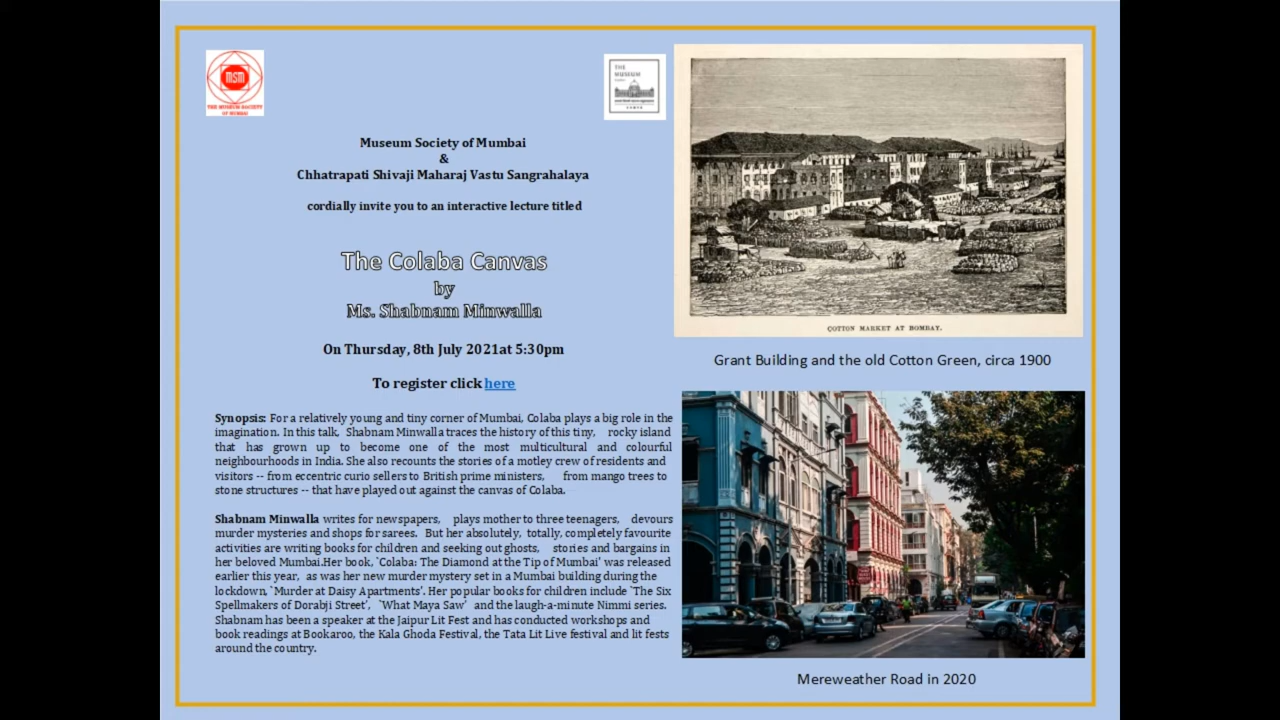 MSM
THE MUSEUM SOCIETY
OF MUMBAI
THE
MUSEUM
Museum Society of Mumbai
&
Chhatrapati Shivaji Maharaj Vastu Sangrahalaya
cordially invite you to an interactive lecture titled
The Colaba Canvas
by
Ms. Shabnam Minwalla
On Thursday, 8th July 2021at 5:30pm
To register click here
Synopsis: For a relatively young and tiny corner of Mumbai, Colaba plays a big role in the
imagination. In this talk, Shabnam Minwalla traces the history of this tiny, rocky island
that has grown up to become one of the most multicultural and colourful
neighbourhoods in India. She also recounts the stories of a motley crew of residents and
visitors -- from eccentric curio sellers to British prime ministers, from mango trees to
stone structures -- that have played out against the canvas of Colaba.
Shabnam Minwalla writes for newspapers, plays mother to three teenagers, devours
murder mysteries and shops for sarees. But her absolutely, totally, completely favourite
activities are writing books for children and seeking out ghosts, stories and bargains in
her beloved Mumbai.Her book, `Colaba: The Diamond at the Tip of Mumbai' was released
earlier this year, as was her new murder mystery set in a Mumbai building during the
lockdown, `Murder at Daisy Apartments'. Her popular books for children include `The Six
Spellmakers of Dorabji Street', `What Maya Saw' and the laugh-a-minute Nimmi series.
Shabnam has been a speaker at the Jaipur Lit Fest and has conducted workshops and
book readings at Bookaroo, the Kala Ghoda Festival, the Tata Lit Live festival and lit fests
around the country.
COTTON MARKET AT BOMBAY.
Grant Building and the old Cotton Green, circa 1900
Mereweather Road in 2020